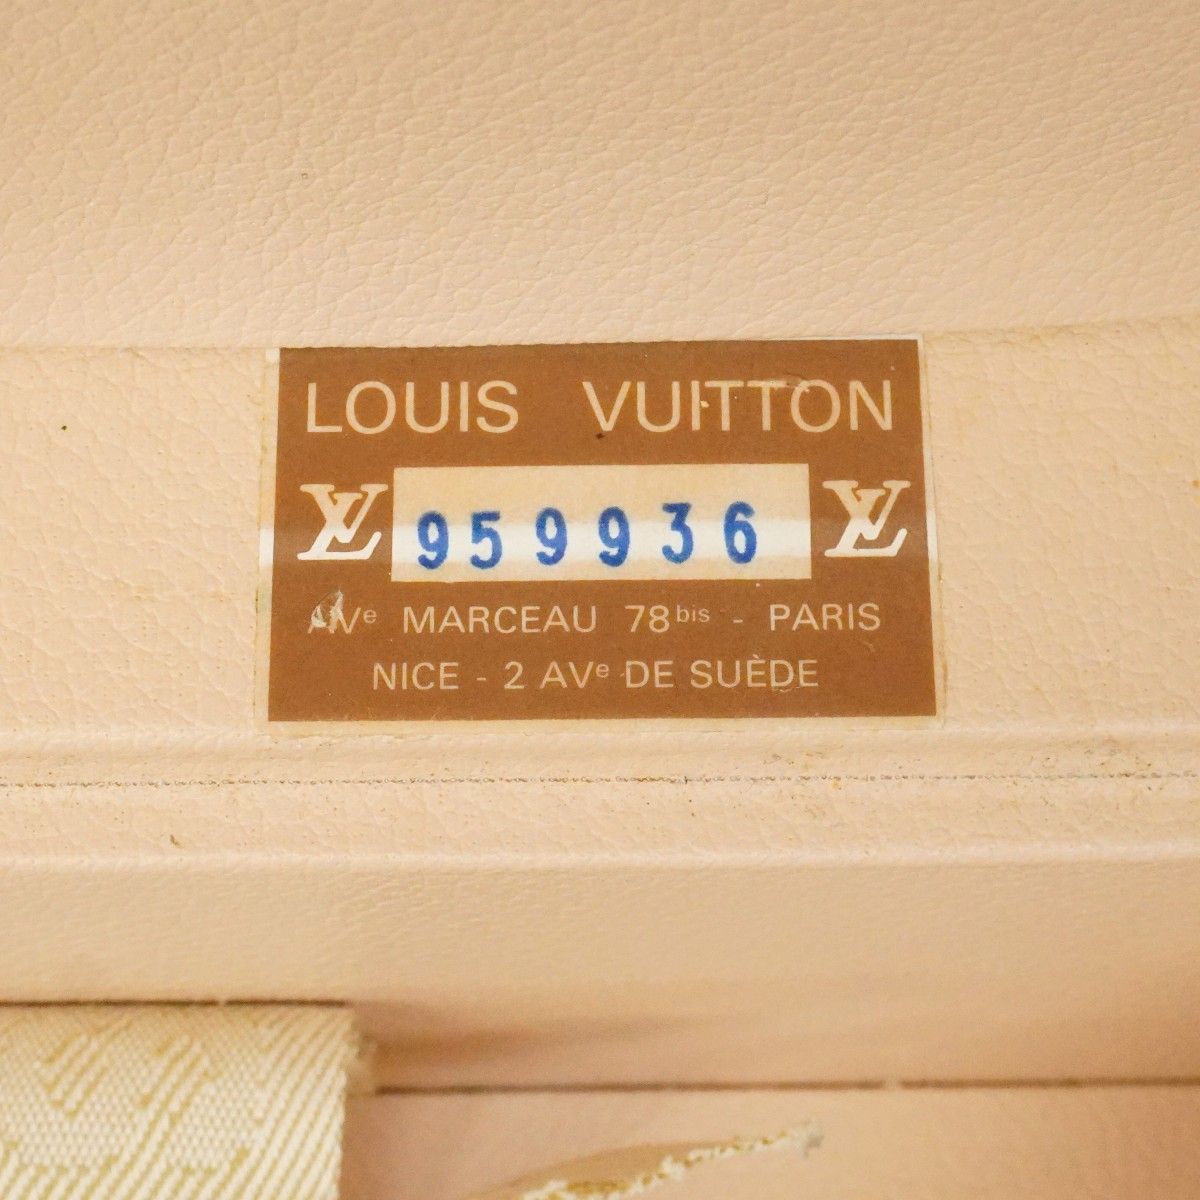 LOUIS VUITTON
LV 959936 LV
AVe MARCEAU 78bis - PARIS
NICE - 2 AVe DE SUÈDE